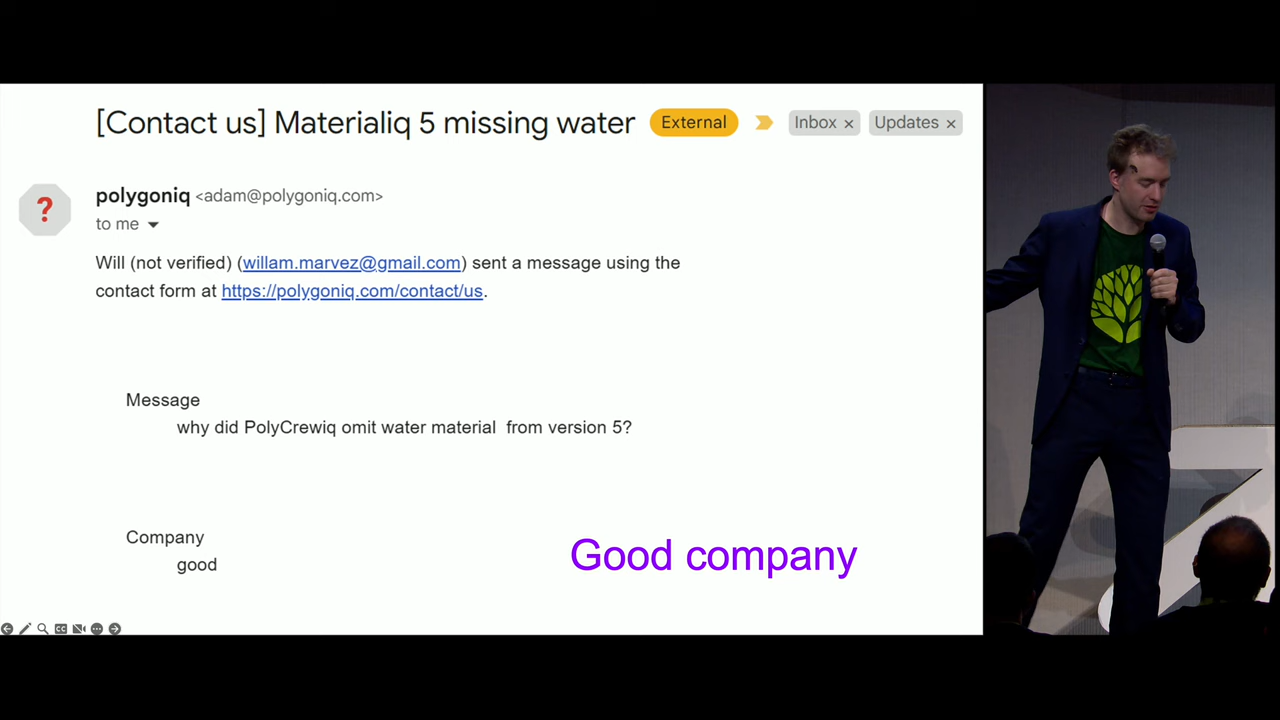 [Contact us] Materialiq 5 missing water External Inbox × Updates ×
?
polygoniq <adam@polygoniq.com>
to me
Will (not verified) (willam.marvez@gmail.com) sent a message using the
contact form at https://polygoniq.com/contact/us.
Message
why did PolyCrewiq omit water material from version 5?
Company
good
Good company
CC